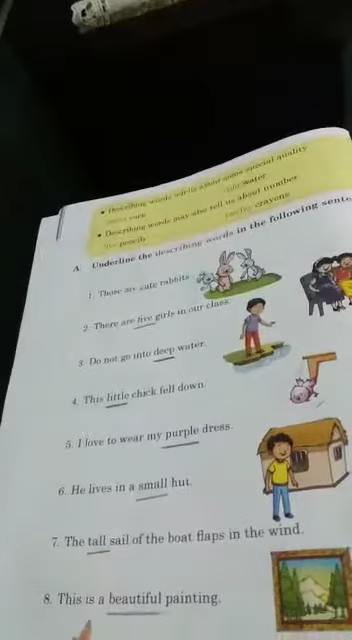 • Describing words tell us about some special quality
water
• Describing words may also tell us about number
pencils crayons
A. Underline the describing words in the following sente
1. These are cute rabbits.
2. There are five girls in our class.
3. Do not go into deep water.
4. This little chick fell down.
5. I love to wear my purple dress.
6. He lives in a small hut.
7. The tall sail of the boat flaps in the wind.
8. This is a beautiful painting.